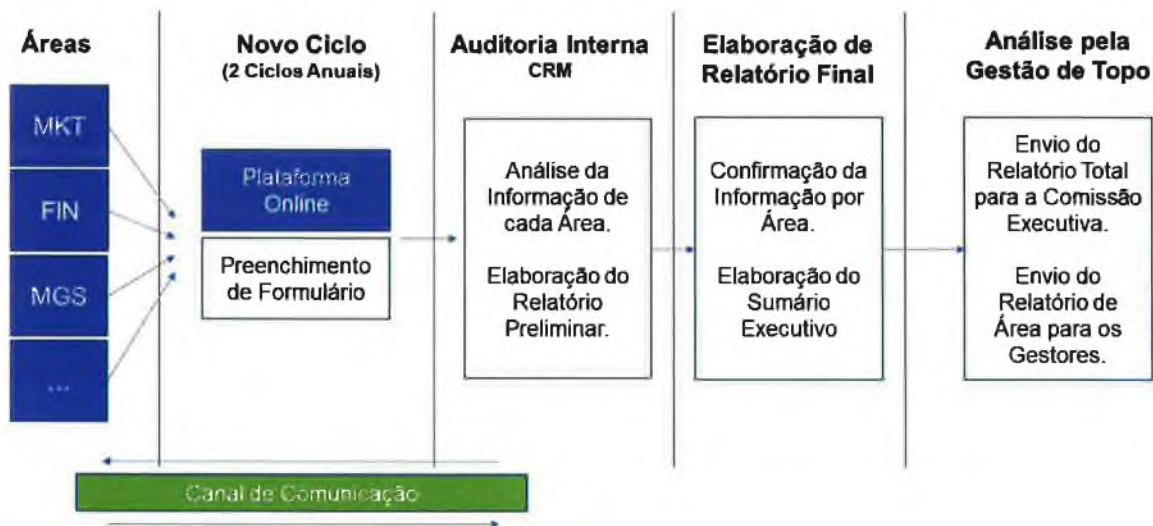 Áreas
MKT
FIN
MGS
...
Novo Ciclo
(2 Ciclos Anuais)
Plataforma
Online
Preenchimento
de Formulário
Auditoria Interna
CRM
Análise da
Informação de
cada Área.
Elaboração do
Relatório
Preliminar.
Elaboração de
Relatório Final
Confirmação da
Informação por
Área.
Elaboração do
Sumário
Executivo
Análise pela
Gestão de Topo
Envio do
Relatório Total
para a Comissão
Executiva.
Envio do
Relatório de
Área para os
Gestores.
Canal de Comunicação